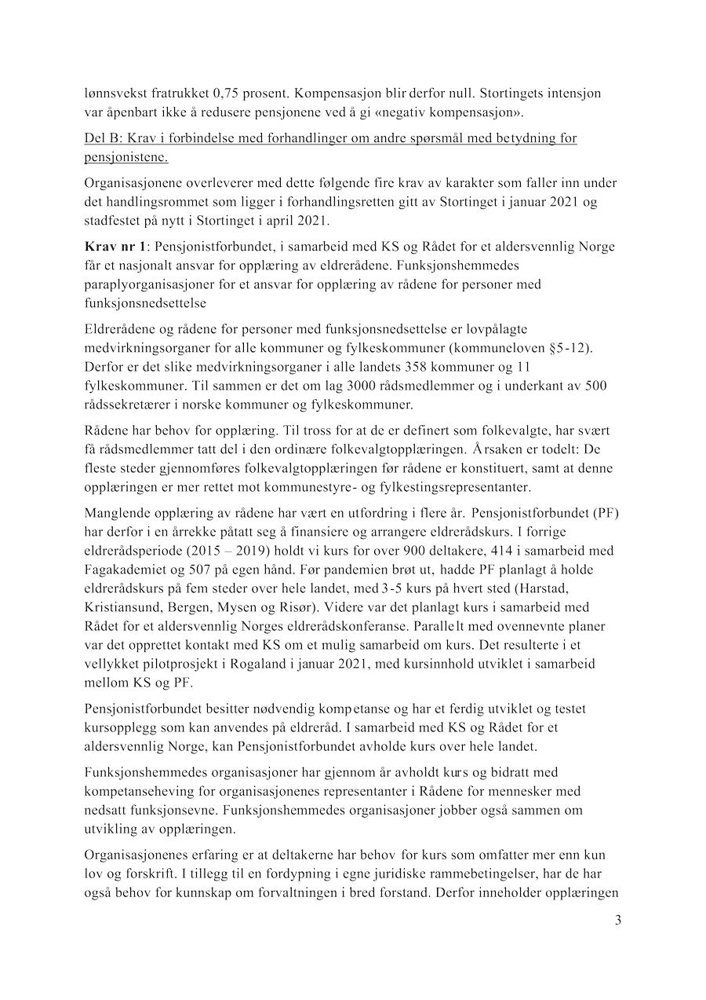 lønnsvekst fratrukket 0,75 prosent. Kompensasjon blir derfor null. Stortingets intensjon
var åpenbart ikke å redusere pensjonene ved å gi «negativ kompensasjon».
Del B: Krav i forbindelse med forhandlinger om andre spørsmål med betydning for
pensjonistene.
Organisasjonene overleverer med dette følgende fire krav av karakter som faller inn under
det handlingsrommet som ligger i forhandlingsretten gitt av Stortinget i januar 2021 og
stadfestet på nytt i Stortinget i april 2021.
Krav nr 1: Pensjonistforbundet, i samarbeid med KS og Rådet for et aldersvennlig Norge
får et nasjonalt ansvar for opplæring av eldrerådene. Funksjonshemmedes
paraplyorganisasjoner for et ansvar for opplæring av rådene for personer med
funksjonsnedsettelse
Eldrerådene og rådene for personer med funksjonsnedsettelse er lovpålagte
medvirkningsorganer for alle kommuner og fylkeskommuner (kommuneloven §5-12).
Derfor er det slike medvirkningsorganer i alle landets 358 kommuner og 11
fylkeskommuner. Til sammen er det om lag 3000 rådsmedlemmer og i underkant av 500
rådssekretærer i norske kommuner og fylkeskommuner.
Rådene har behov for opplæring. Til tross for at de er definert som folkevalgte, har svært
få rådsmedlemmer tatt del i den ordinære folkevalgtopplæringen. Årsaken er todelt: De
fleste steder gjennomføres folkevalgtopplæringen før rådene er konstituert, samt at denne
opplæringen er mer rettet mot kommunestyre- og fylkestingsrepresentanter.
Manglende opplæring av rådene har vært en utfordring i flere år. Pensjonistforbundet (PF)
har derfor i en årrekke påtatt seg å finansiere og arrangere eldrerådskurs. I forrige
eldrerådsperiode (2015 – 2019) holdt vi kurs for over 900 deltakere, 414 i samarbeid med
Fagakademiet og 507 på egen hånd. Før pandemien brøt ut, hadde PF planlagt å holde
eldrerådskurs på fem steder over hele landet, med 3-5 kurs på hvert sted (Harstad,
Kristiansund, Bergen, Mysen og Risør). Videre var det planlagt kurs i samarbeid med
Rådet for et aldersvennlig Norges eldrerådskonferanse. Parallelt med ovennevnte planer
var det opprettet kontakt med KS om et mulig samarbeid om kurs. Det resulterte i et
vellykket pilotprosjekt i Rogaland i januar 2021, med kursinnhold utviklet i samarbeid
mellom KS og PF.
Pensjonistforbundet besitter nødvendig kompetanse og har et ferdig utviklet og testet
kursopplegg som kan anvendes på eldreråd. I samarbeid med KS og Rådet for et
aldersvennlig Norge, kan Pensjonistforbundet avholde kurs over hele landet.
Funksjonshemmedes organisasjoner har gjennom år avholdt kurs og bidratt med
kompetanseheving for organisasjonenes representanter i Rådene for mennesker med
nedsatt funksjonsevne. Funksjonshemmedes organisasjoner jobber også sammen om
utvikling av opplæringen.
Organisasjonenes erfaring er at deltakerne har behov for kurs som omfatter mer enn kun
lov og forskrift. I tillegg til en fordypning i egne juridiske rammebetingelser, har de har
også behov for kunnskap om forvaltningen i bred forstand. Derfor inneholder opplæringen
3